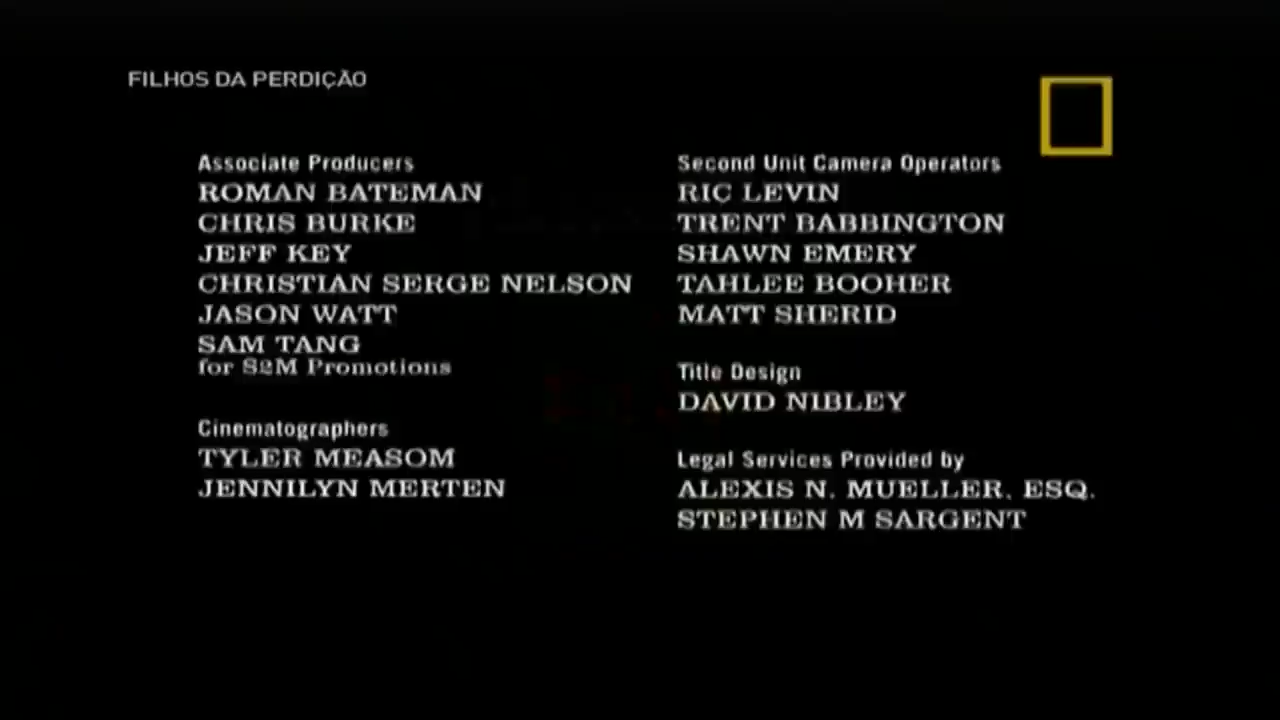 FILHOS DA PERDIÇÃO
Associate Producers
ROMAN BATEMAN
CHRIS BURKE
JEFF KEY
CHRISTIAN SERGE NELSON
JASON WATT
SAM TANG
for S2M Promotions
Cinematographers
TYLER MEASOM
JENNILYN MERTEN
Second Unit Camera Operators
RIC LEVIN
TRENT BABBINGTON
SHAWN EMERY
TAHLEE BOOHER
MATT SHERID
Title Design
DAVID NIBLEY
Legal Services Provided by
ALEXIS N. MUELLER, ESQ.
STEPHEN M SARGENT